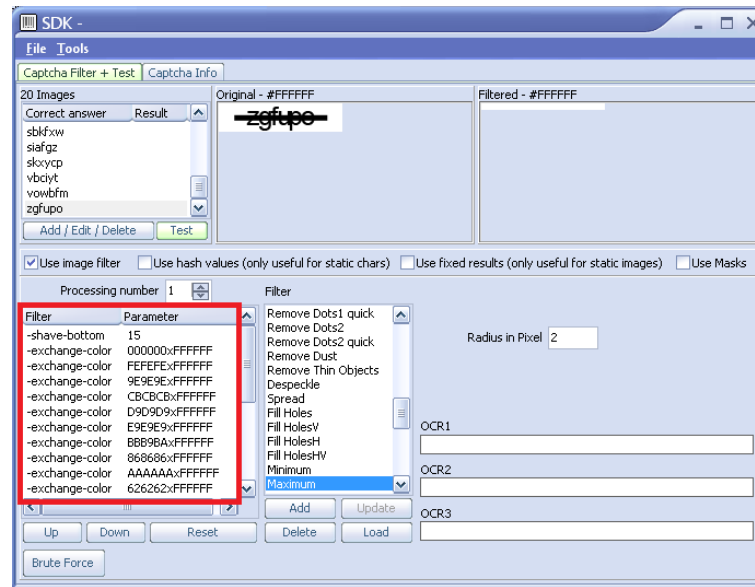 SDK -
File Tools
Captcha Filter + Test Captcha Info
20 Images
Correct answer Result
sbkfxw
siafgz
skxycp
vbciyt
vowbfm
zgfupo
Add / Edit / Delete Test
Original - #FFFFFF
zgfupo
Filtered - #FFFFFF
Use image filter Use hash values (only useful for static chars) Use fixed results (only useful for static images) Use Masks
Processing number 1
Filter Parameter
-shave-bottom 15
-exchange-color 000000xFFFFFF
-exchange-color FEFEFExFFFFFF
-exchange-color 9E9E9ExFFFFFF
-exchange-color CBCBCBxFFFFFF
-exchange-color D9D9D9xFFFFFF
-exchange-color E9E9E9xFFFFFF
-exchange-color BBB9BAxFFFFFF
-exchange-color 868686xFFFFFF
-exchange-color AAAAAAxFFFFFF
-exchange-color 626262xFFFFFF
Up Down Reset
Brute Force
Filter
Remove Dots1 quick
Remove Dots2
Remove Dots2 quick
Remove Dust
Remove Thin Objects
Despeckle
Spread
Fill Holes
Fill HolesV
Fill HolesH
Fill HolesHV
Minimum
Maximum
Add Update
Delete Load
Radius in Pixel 2
OCR1
OCR2
OCR3